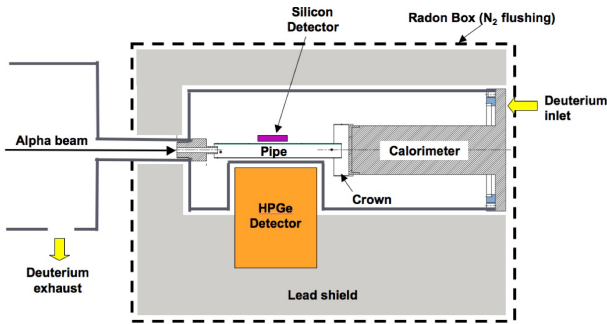 Silicon
Detector
Radon Box (N₂ flushing)
Deuterium
inlet
Alpha beam
Pipe
Calorimeter
Crown
HPGe
Detector
Deuterium
exhaust
Lead shield